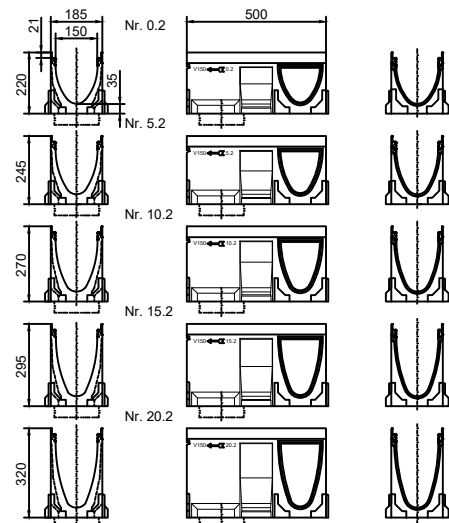 185
150
21
220
35
Nr. 0.2
500
V150 0.2
Nr. 5.2
245
V150 5.2
Nr. 10.2
270
V150 10.2
Nr. 15.2
295
V150 15.2
Nr. 20.2
320
V150 20.2